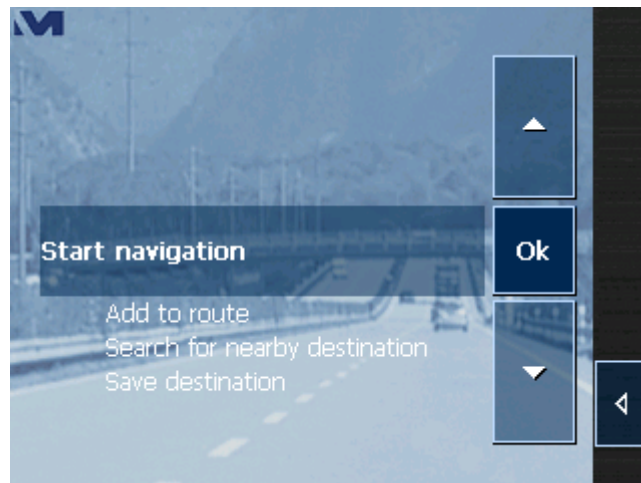 Start navigation
Ok
Add to route
Search for nearby destination
Save destination